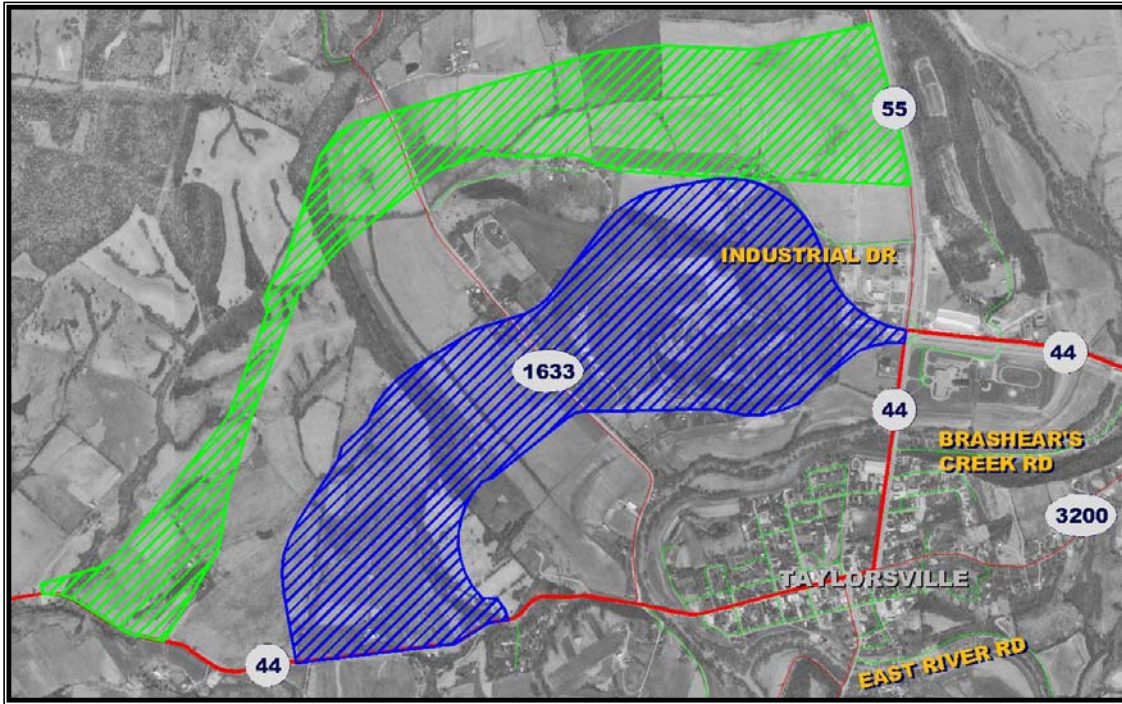 55
INDUSTRIAL DR
44
1633
44
BRASHEAR'S
CREEK RD
3200
TAYLORSVILLE
44
EAST RIVER RD